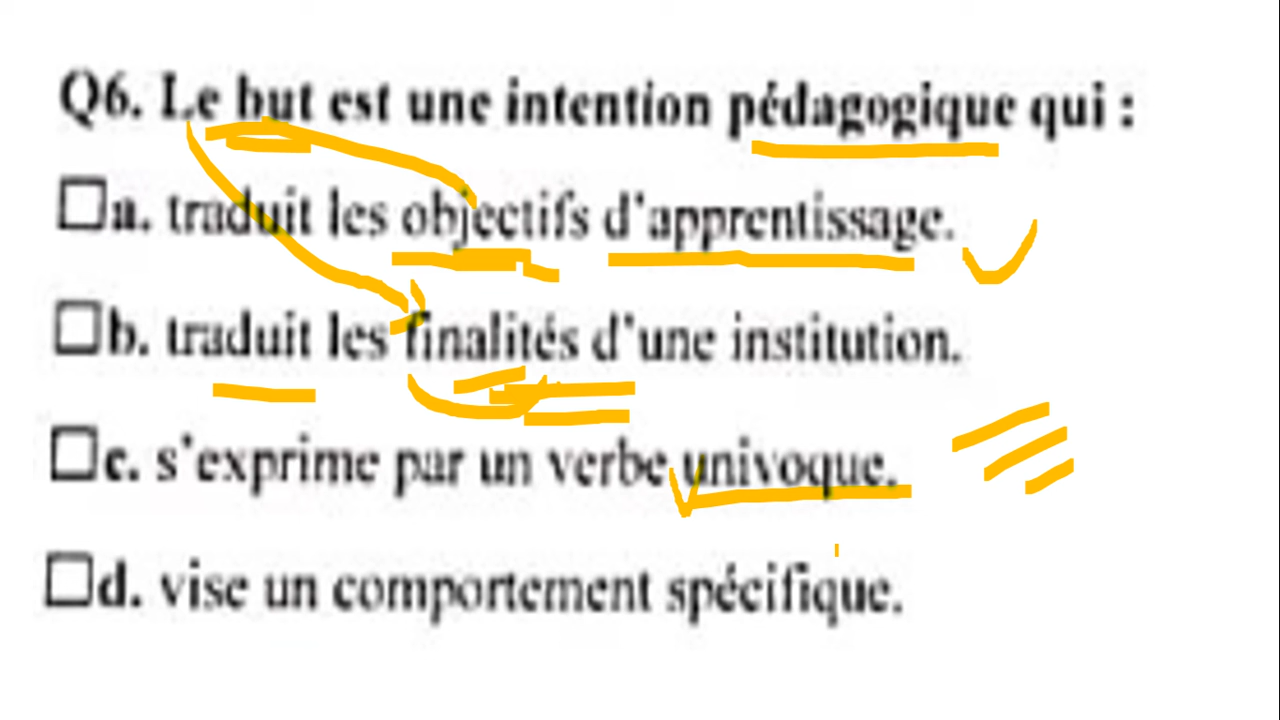 Q6. Le but est une intention pédagogique qui :
☐a. traduit les objectifs d'apprentissage.
☐b. traduit les finalités d'une institution.
☐c. s'exprime par un verbe univoque.
☐d. vise un comportement spécifique.